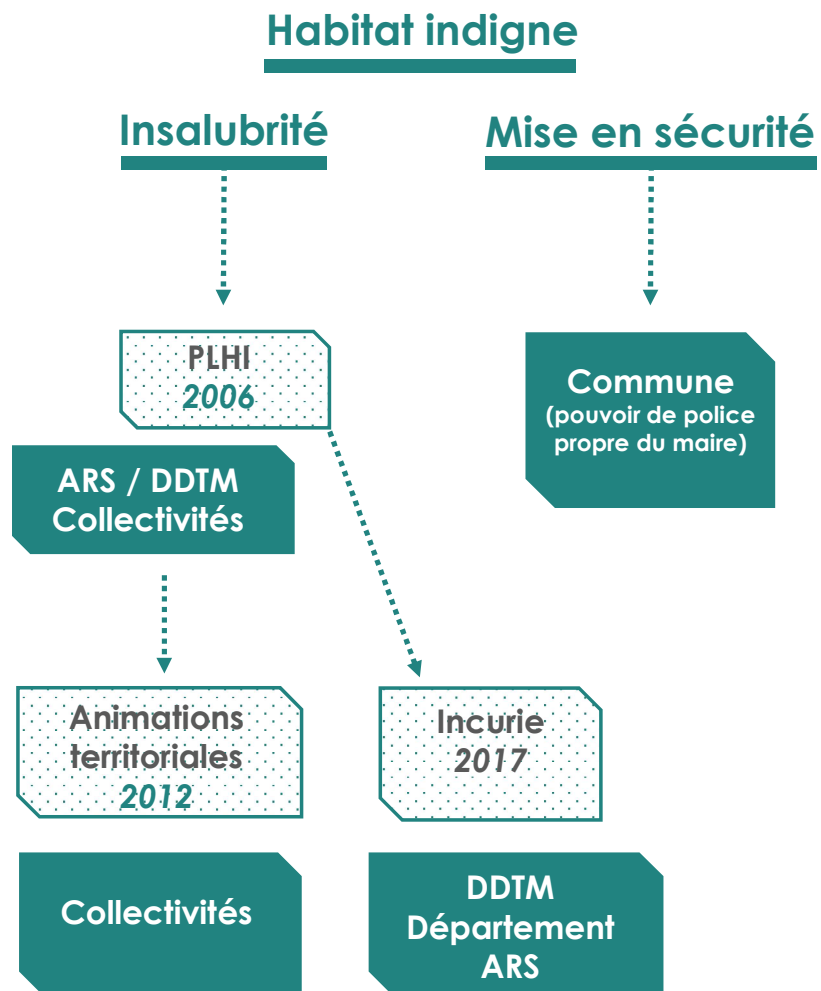 Habitat indigne
Insalubrité
Mise en sécurité
PLHI
2006
Commune
(pouvoir de police
propre du maire)
ARS / DDTM
Collectivités
Animations
territoriales
2012
Incurie
2017
Collectivités
DDTM
Département
ARS